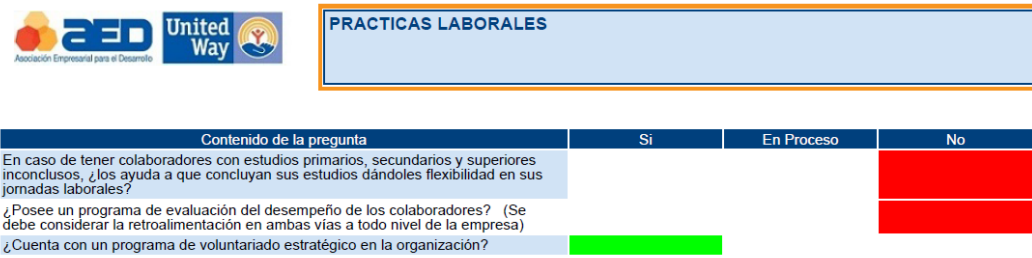 AED
Asociación Empresarial para el Desarrollo
United
Way
PRACTICAS LABORALES
Contenido de la pregunta Si En Proceso No
En caso de tener colaboradores con estudios primarios, secundarios y superiores
inconclusos, ¿los ayuda a que concluyan sus estudios dándoles flexibilidad en sus
jornadas laborales?
¿Posee un programa de evaluación del desempeño de los colaboradores? (Se
debe considerar la retroalimentación en ambas vías a todo nivel de la empresa)
¿Cuenta con un programa de voluntariado estratégico en la organización?